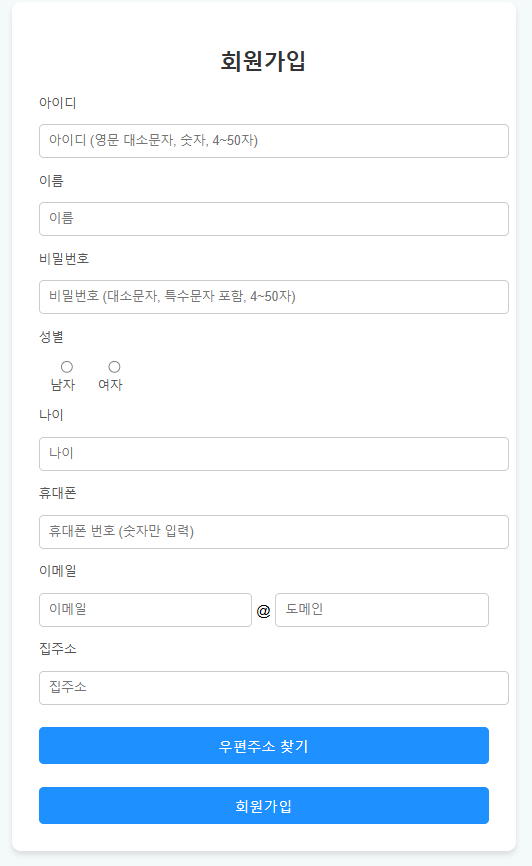 회원가입
아이디
아이디 (영문 대소문자, 숫자, 4~50자)
이름
이름
비밀번호
비밀번호 (대소문자, 특수문자 포함, 4~50자)
성별
남자 여자
나이
나이
휴대폰
휴대폰 번호 (숫자만 입력)
이메일
이메일 @ 도메인
집주소
집주소
우편주소 찾기
회원가입